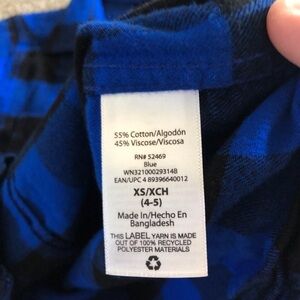 55% Cotton/Algodón
45% Viscose/Viscosa
RN# 52469
Blue
WN321000293148
EAN/UPC 4 89396640012
XS/XCH
(4-5)
Made In/Hecho En
Bangladesh
THIS LABEL YARN IS MADE
OUT OF 100% RECYCLED
POLYESTER MATERIALS